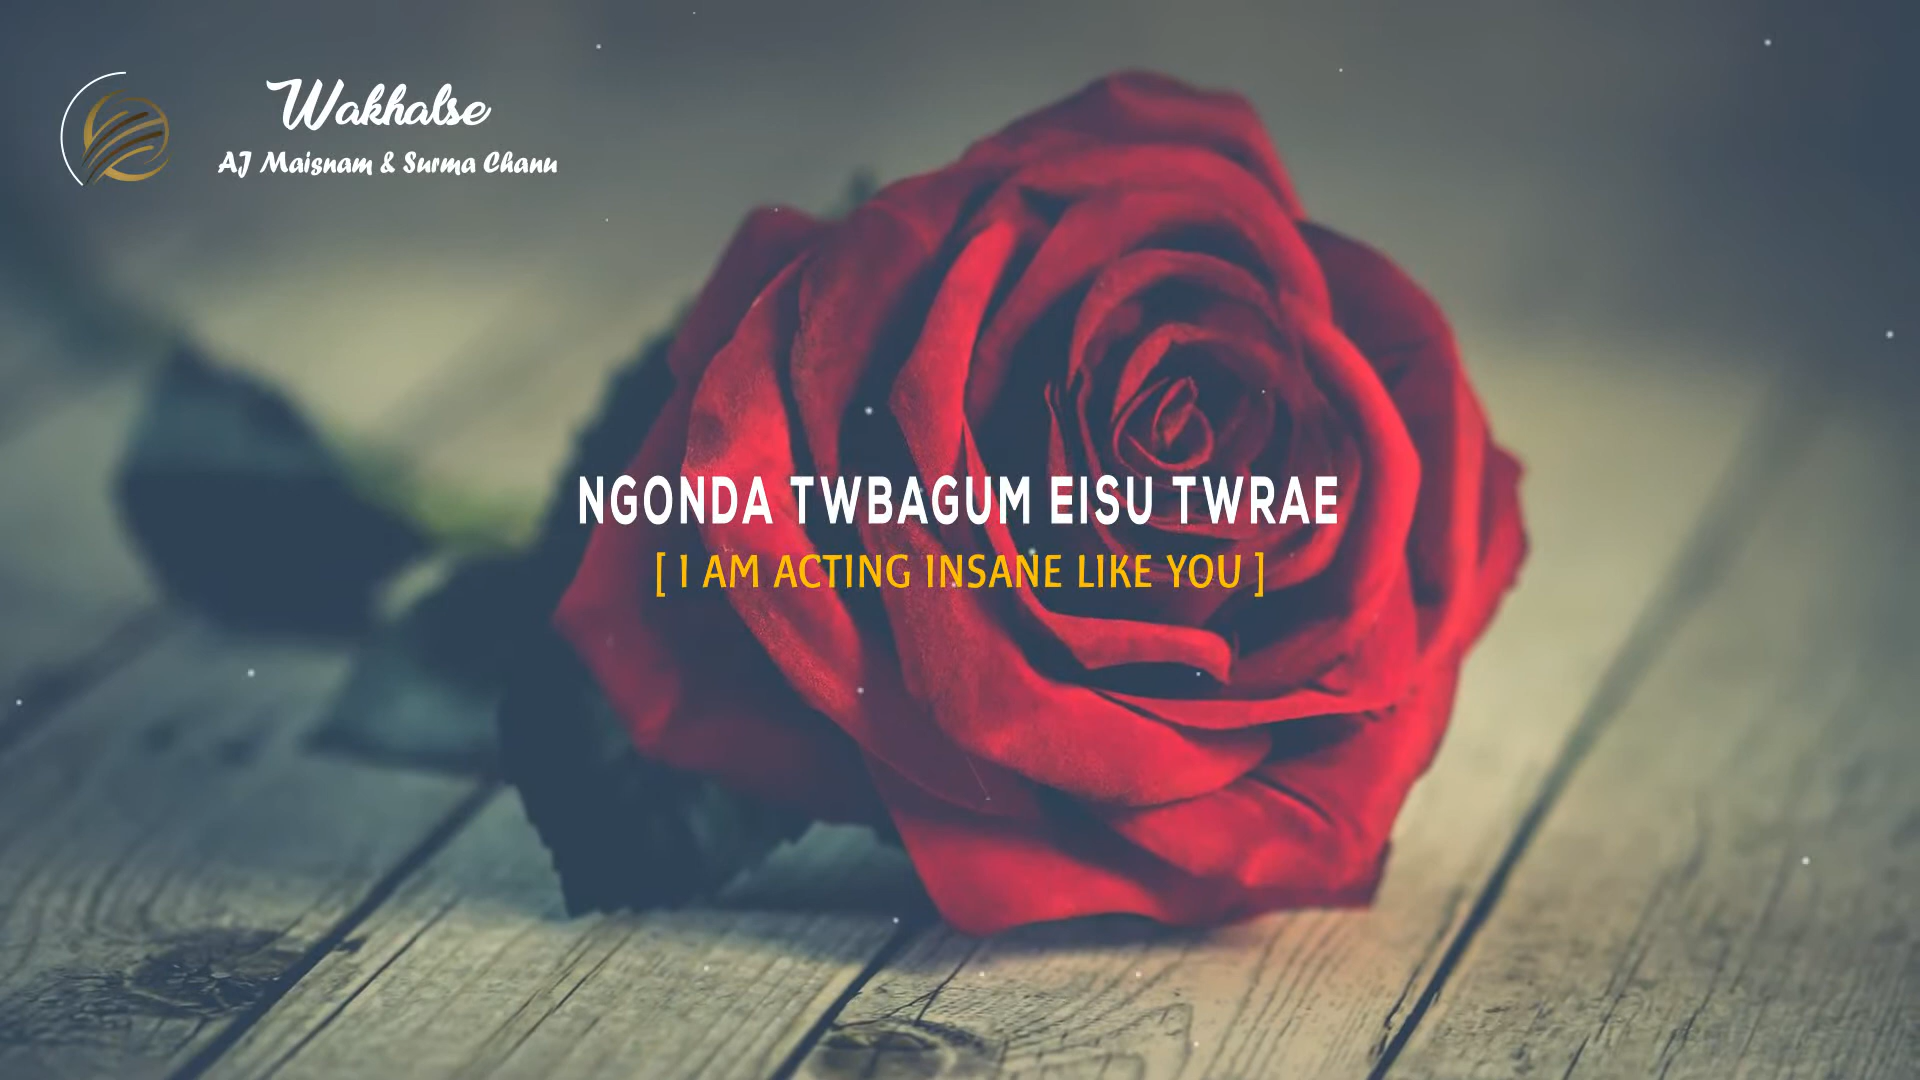 Wakhalse
AJ Maisnam & Surma Chanu
NGONDA TWBAGUM EISU TWRAE
[ I AM ACTING INSANE LIKE YOU ]